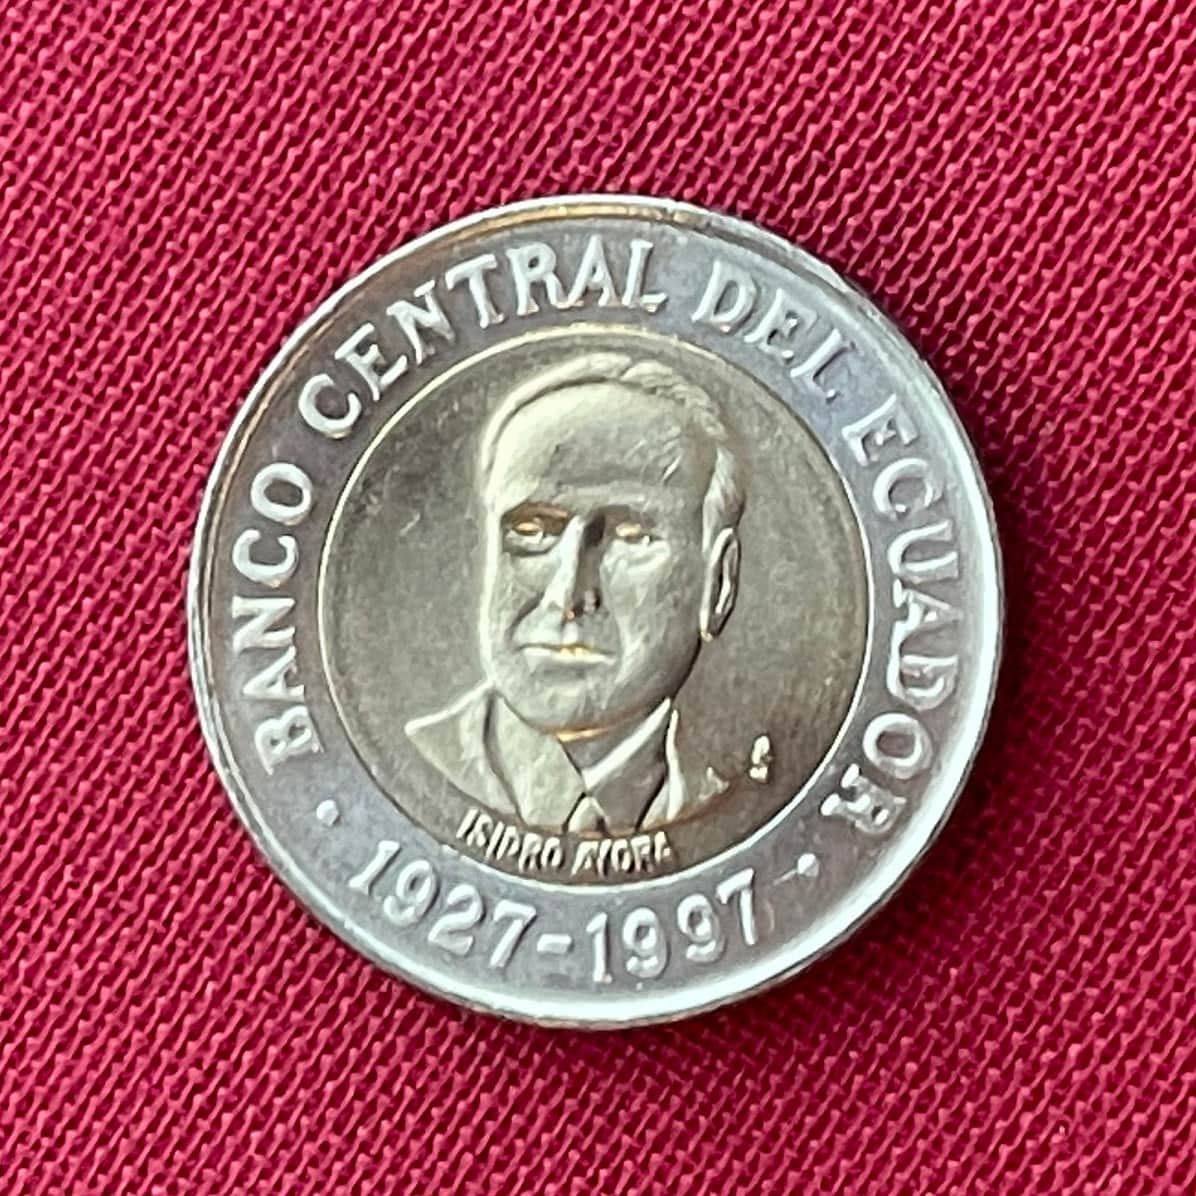 BANCO CENTRAL DEL ECUADOR
ISIDRO AYORA
· 1927-1997 ·